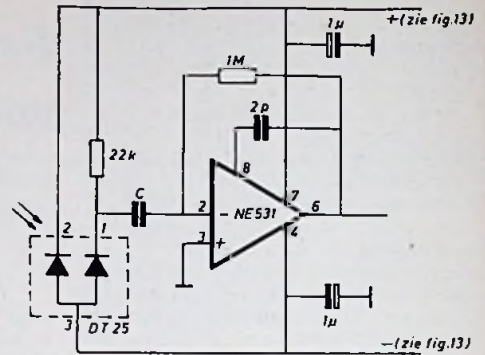 1μ
+(zie fig.13)
1M
2p
22k
8
C
7
2
- NE531
6
3
+
4
2
1
3
DT25
1μ
-(zie fig.13)